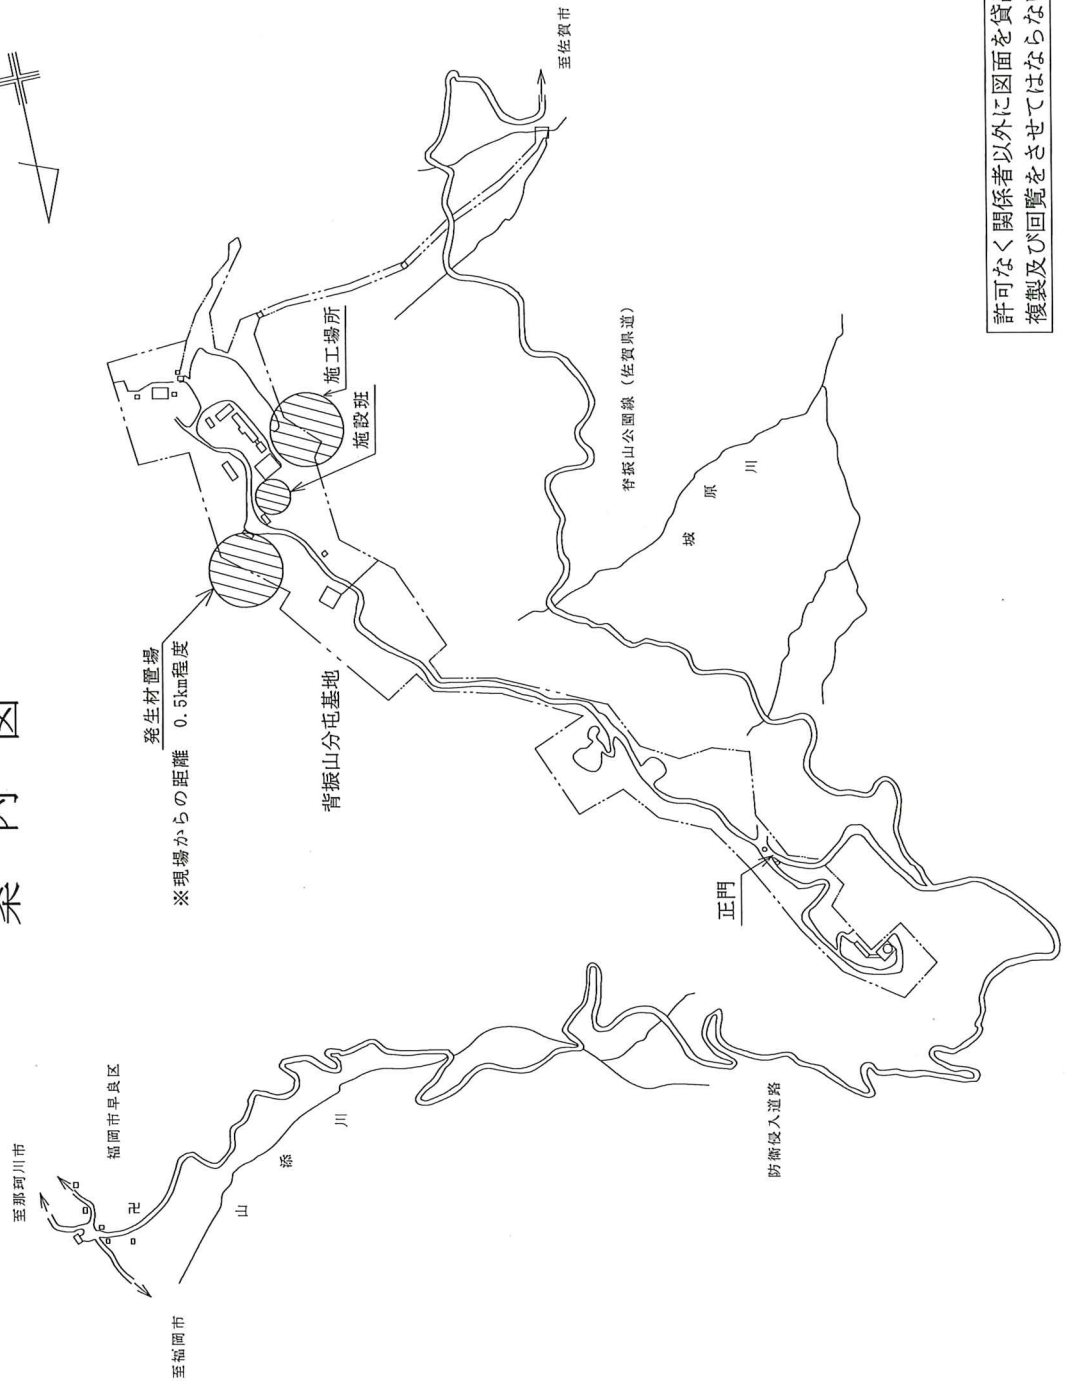 案内図
至佐賀市
施工場所
施設班
脊振山公園線（佐賀県道）
城原川
発生材置場
※現場からの距離 0.5km程度
背振山分屯基地
正門
至那珂川市
福岡市早良区
卍
山添川
防衛侵入道路
至福岡市
許可なく関係者以外に図面を貸
複製及び回覧をさせてはならな